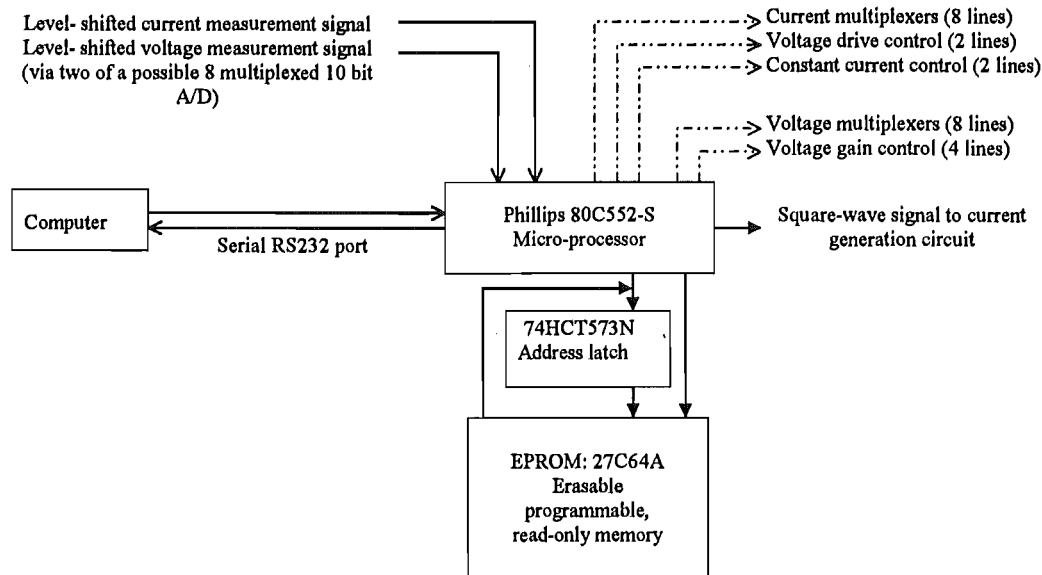 Level- shifted current measurement signal
Level- shifted voltage measurement signal
(via two of a possible 8 multiplexed 10 bit
A/D)
Current multiplexers (8 lines)
Voltage drive control (2 lines)
Constant current control (2 lines)
Voltage multiplexers (8 lines)
Voltage gain control (4 lines)
Computer
Serial RS232 port
Phillips 80C552-S
Micro-processor
Square-wave signal to current
generation circuit
74HCT573N
Address latch
EPROM: 27C64A
Erasable
programmable,
read-only memory